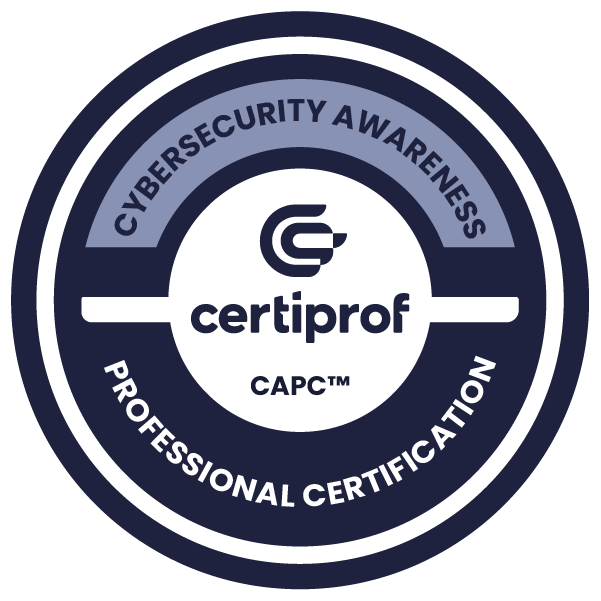 CYBERSECURITY AWARENESS
certiprof
CAPC™
PROFESSIONAL CERTIFICATION